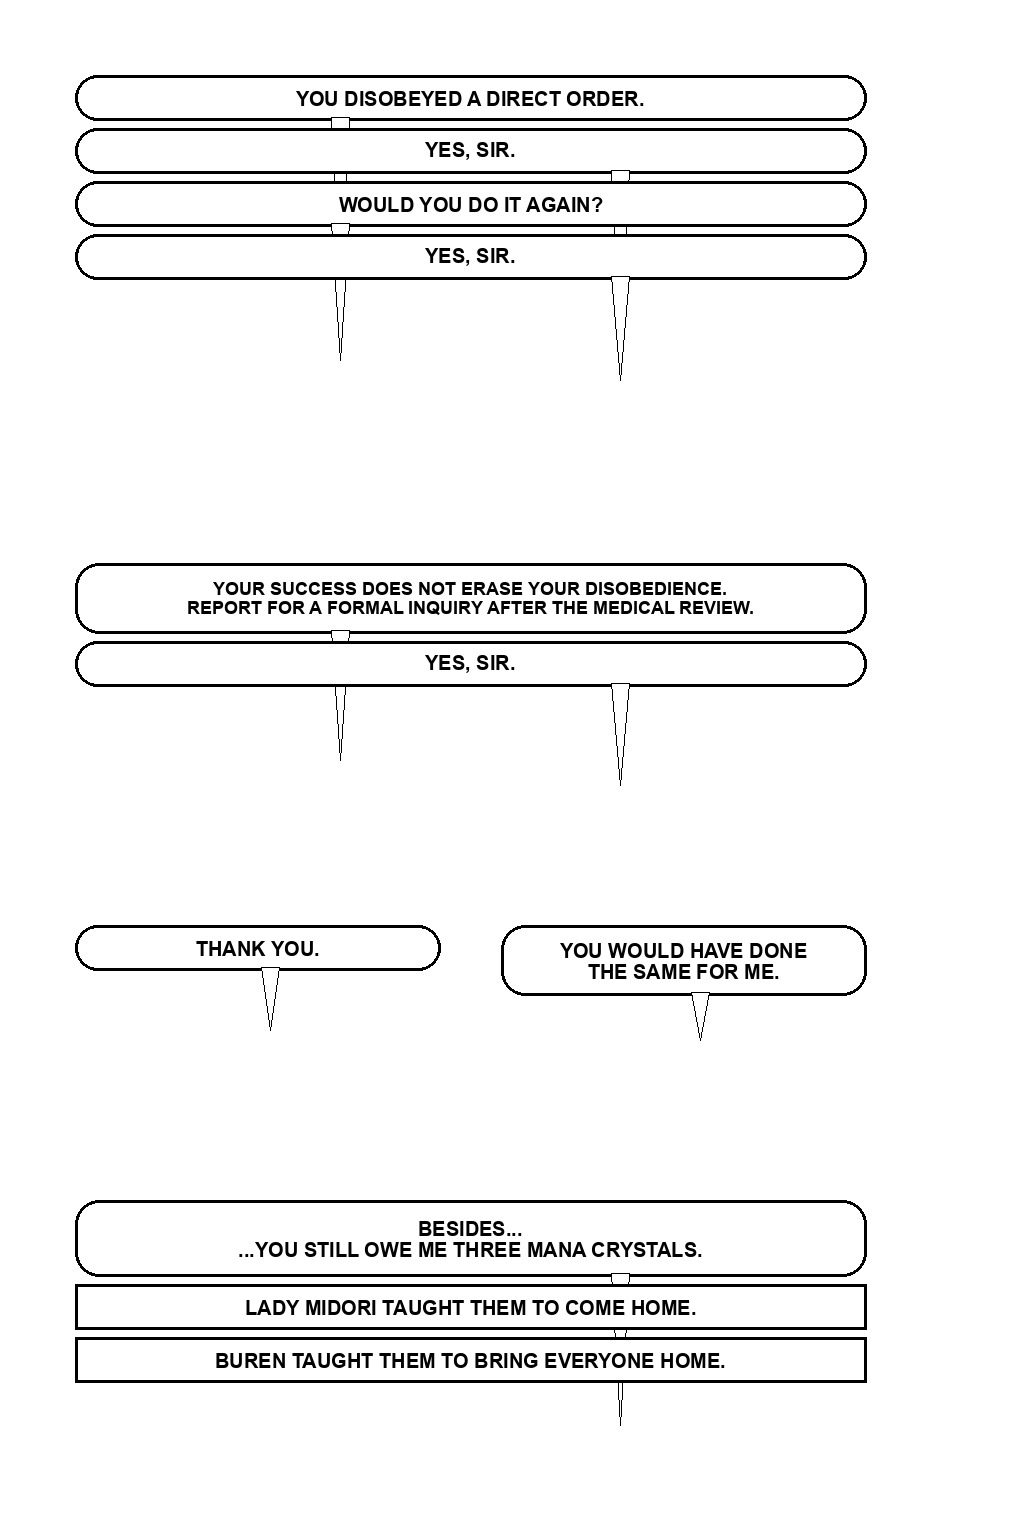 YOU DISOBEYED A DIRECT ORDER.
YES, SIR.
WOULD YOU DO IT AGAIN?
YES, SIR.
YOUR SUCCESS DOES NOT ERASE YOUR DISOBEDIENCE.
REPORT FOR A FORMAL INQUIRY AFTER THE MEDICAL REVIEW.
YES, SIR.
THANK YOU.
YOU WOULD HAVE DONE
THE SAME FOR ME.
BESIDES...
...YOU STILL OWE ME THREE MANA CRYSTALS.
LADY MIDORI TAUGHT THEM TO COME HOME.
BUREN TAUGHT THEM TO BRING EVERYONE HOME.